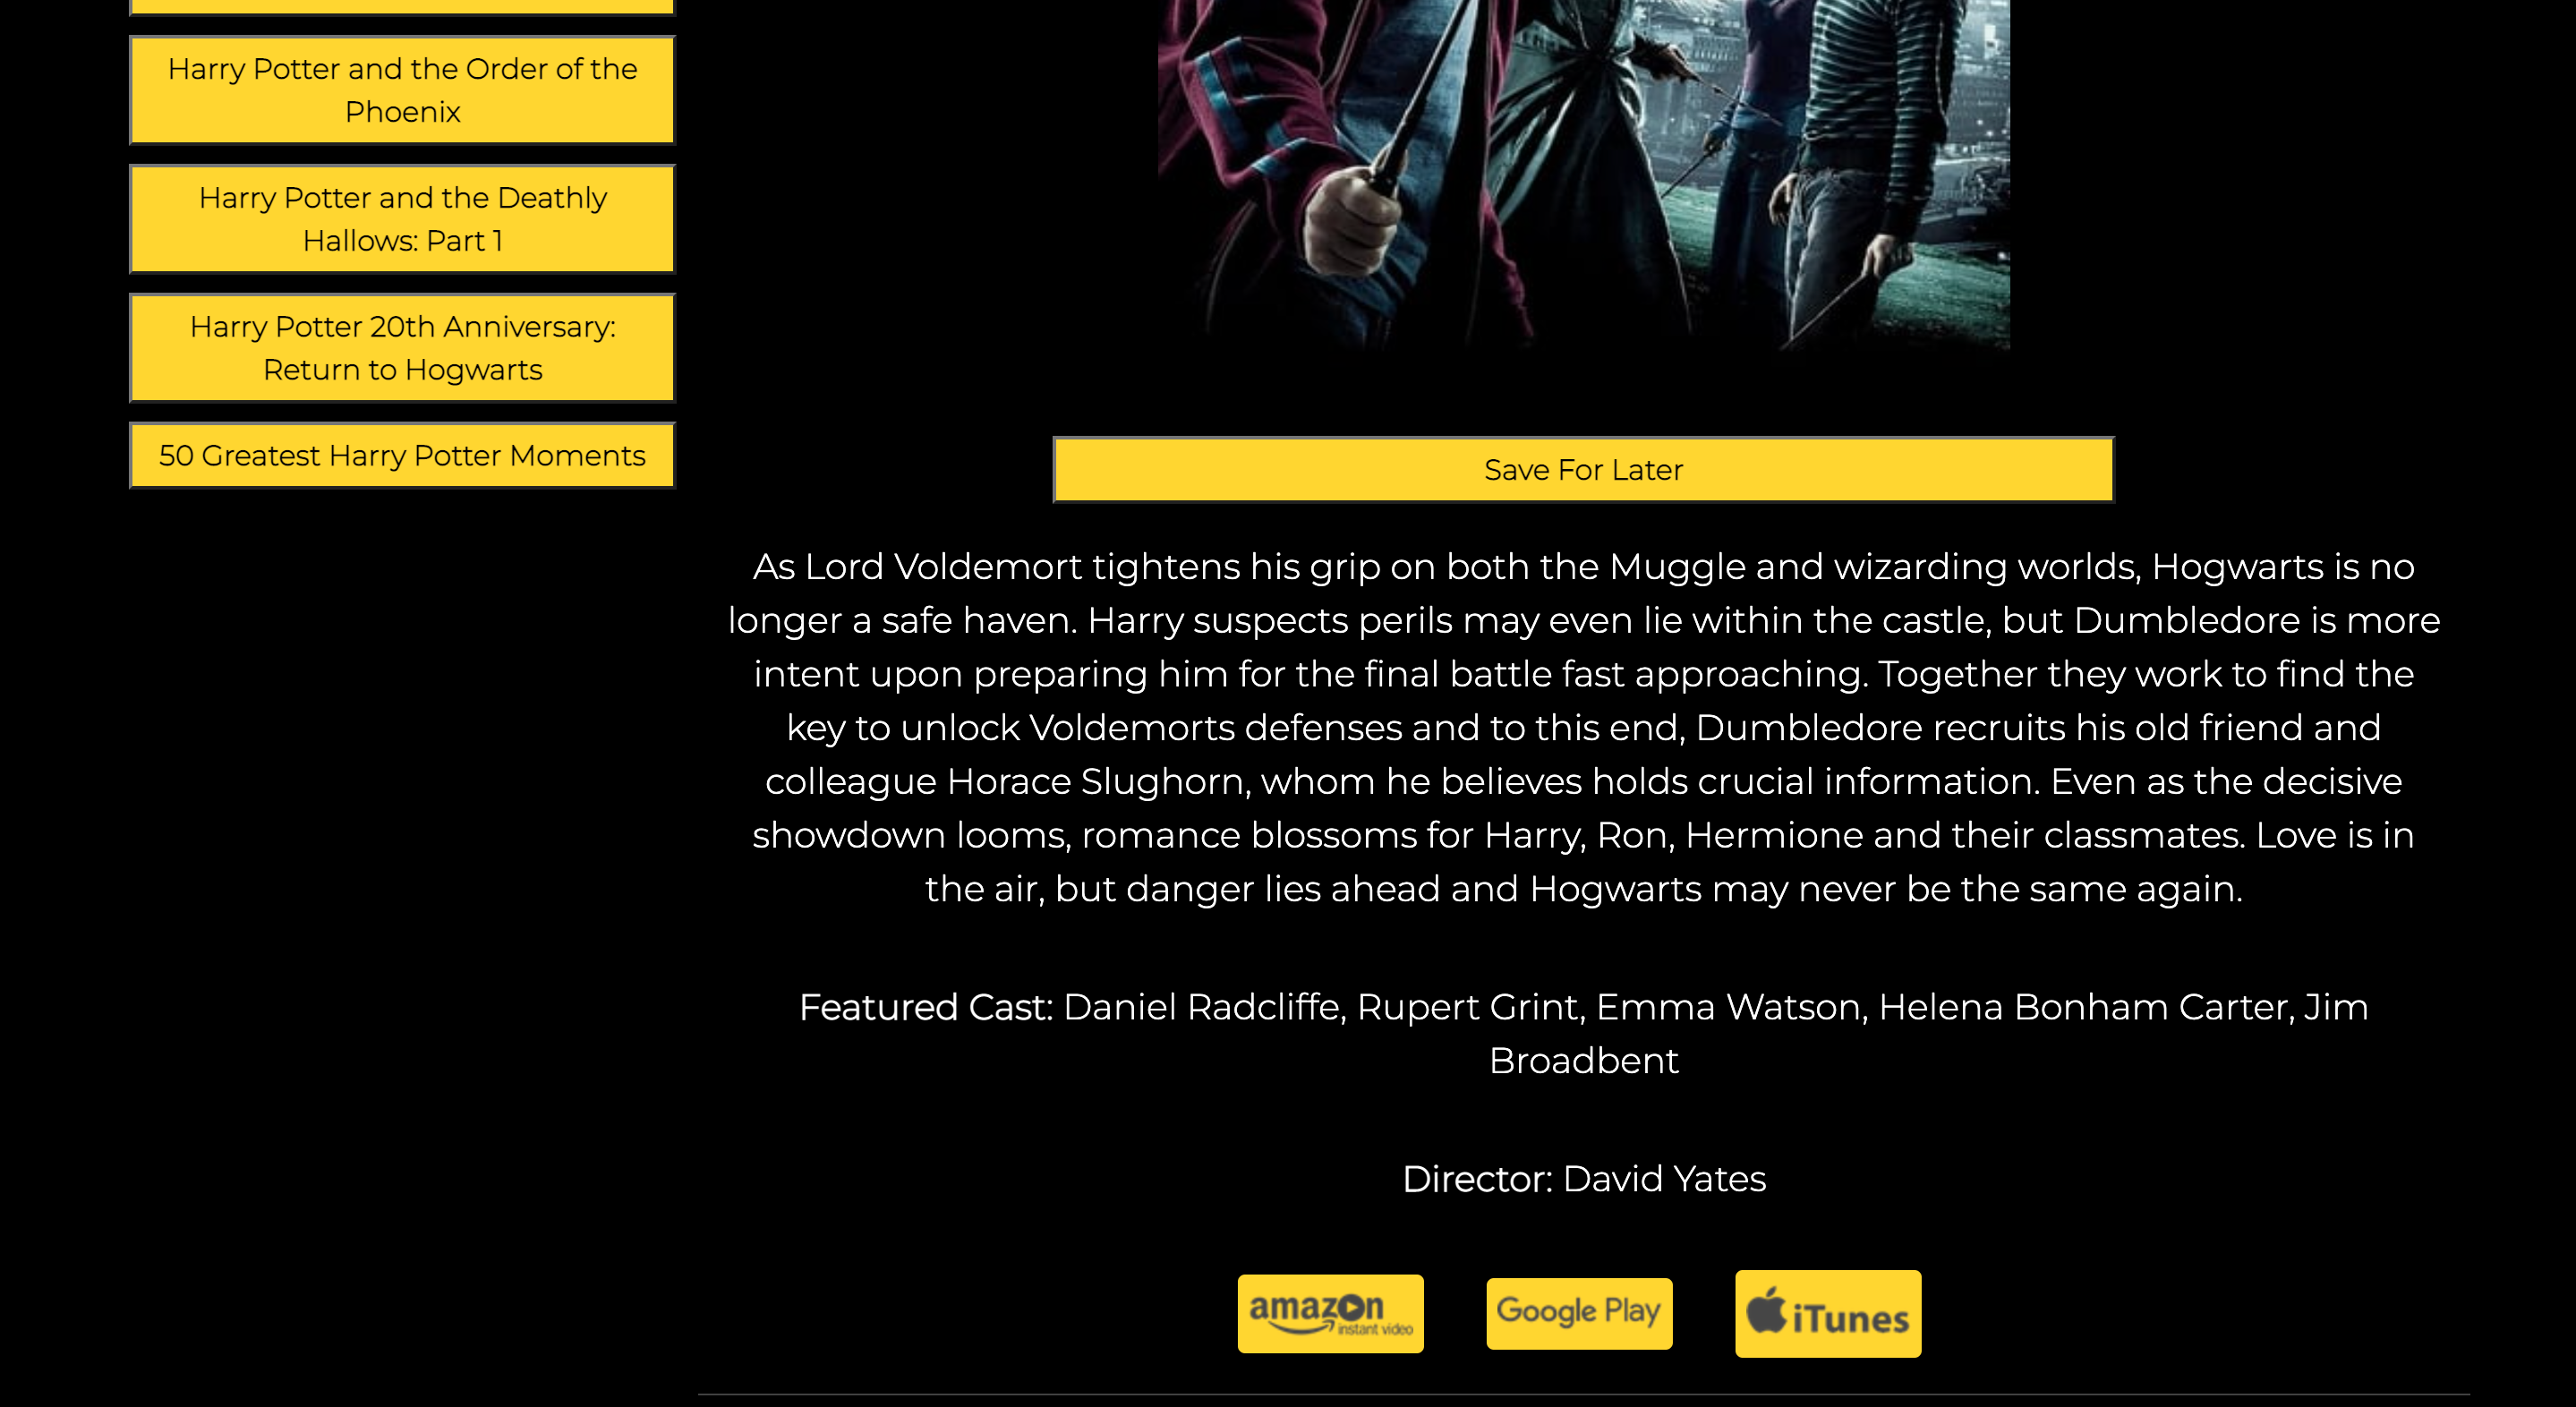 Harry Potter and the Order of the
Phoenix
Harry Potter and the Deathly
Hallows: Part 1
Harry Potter 20th Anniversary:
Return to Hogwarts
50 Greatest Harry Potter Moments
Save For Later
As Lord Voldemort tightens his grip on both the Muggle and wizarding worlds, Hogwarts is no
longer a safe haven. Harry suspects perils may even lie within the castle, but Dumbledore is more
intent upon preparing him for the final battle fast approaching. Together they work to find the
key to unlock Voldemorts defenses and to this end, Dumbledore recruits his old friend and
colleague Horace Slughorn, whom he believes holds crucial information. Even as the decisive
showdown looms, romance blossoms for Harry, Ron, Hermione and their classmates. Love is in
the air, but danger lies ahead and Hogwarts may never be the same again.
Featured Cast: Daniel Radcliffe, Rupert Grint, Emma Watson, Helena Bonham Carter, Jim
Broadbent
Director: David Yates
amazon
instant video
Google Play
iTunes